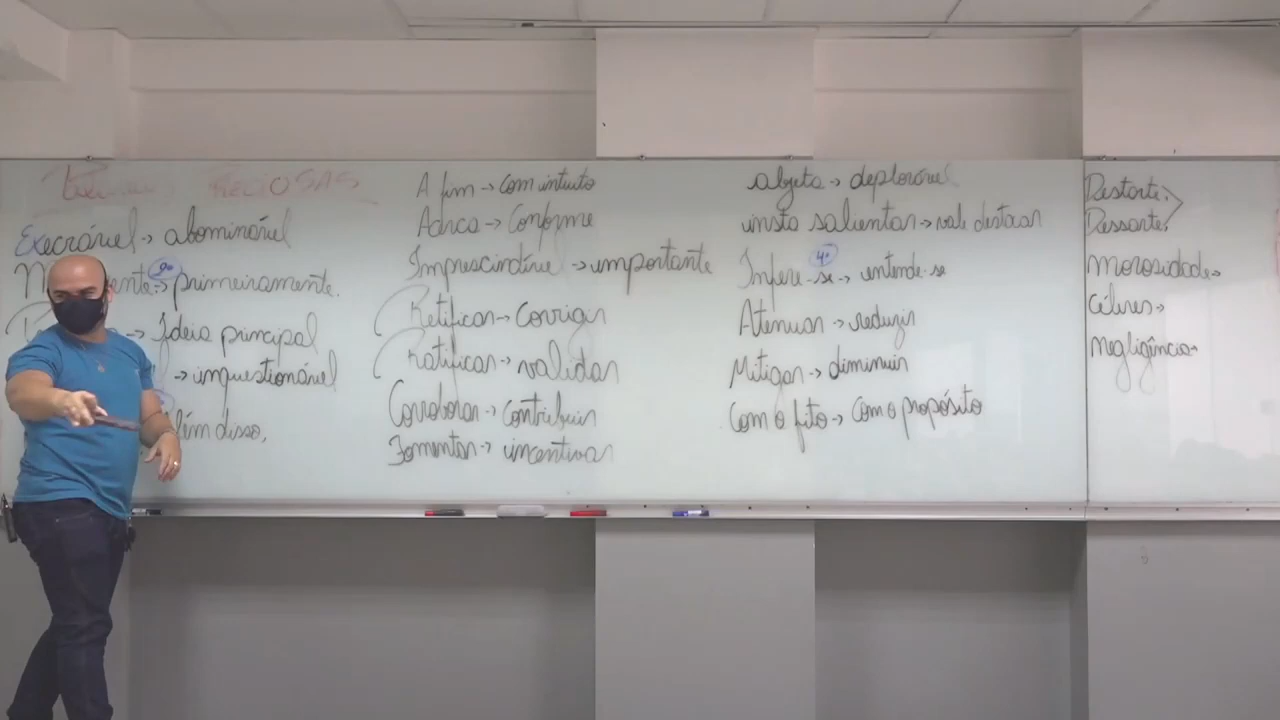 Execrável → abominável
2º
primeiramente.
→ Ideia principal
→ inquestionável
Além disso,
A fim → com intuito
Acerca → Conforme
Imprescindível → importante
Retificar → Corrigir
Ratificar → validar
Corroborar → Contribuir
Fomentar → incentivar
abjeta → deplorável
insta salientar → vale destacar
4º
Infere-se → entende-se
Atenuar → reduzir
Mitigar → diminuir
Com o fito → Com o propósito
Destarte,
Dessarte,
Morosidade →
Céleres →
Negligência →